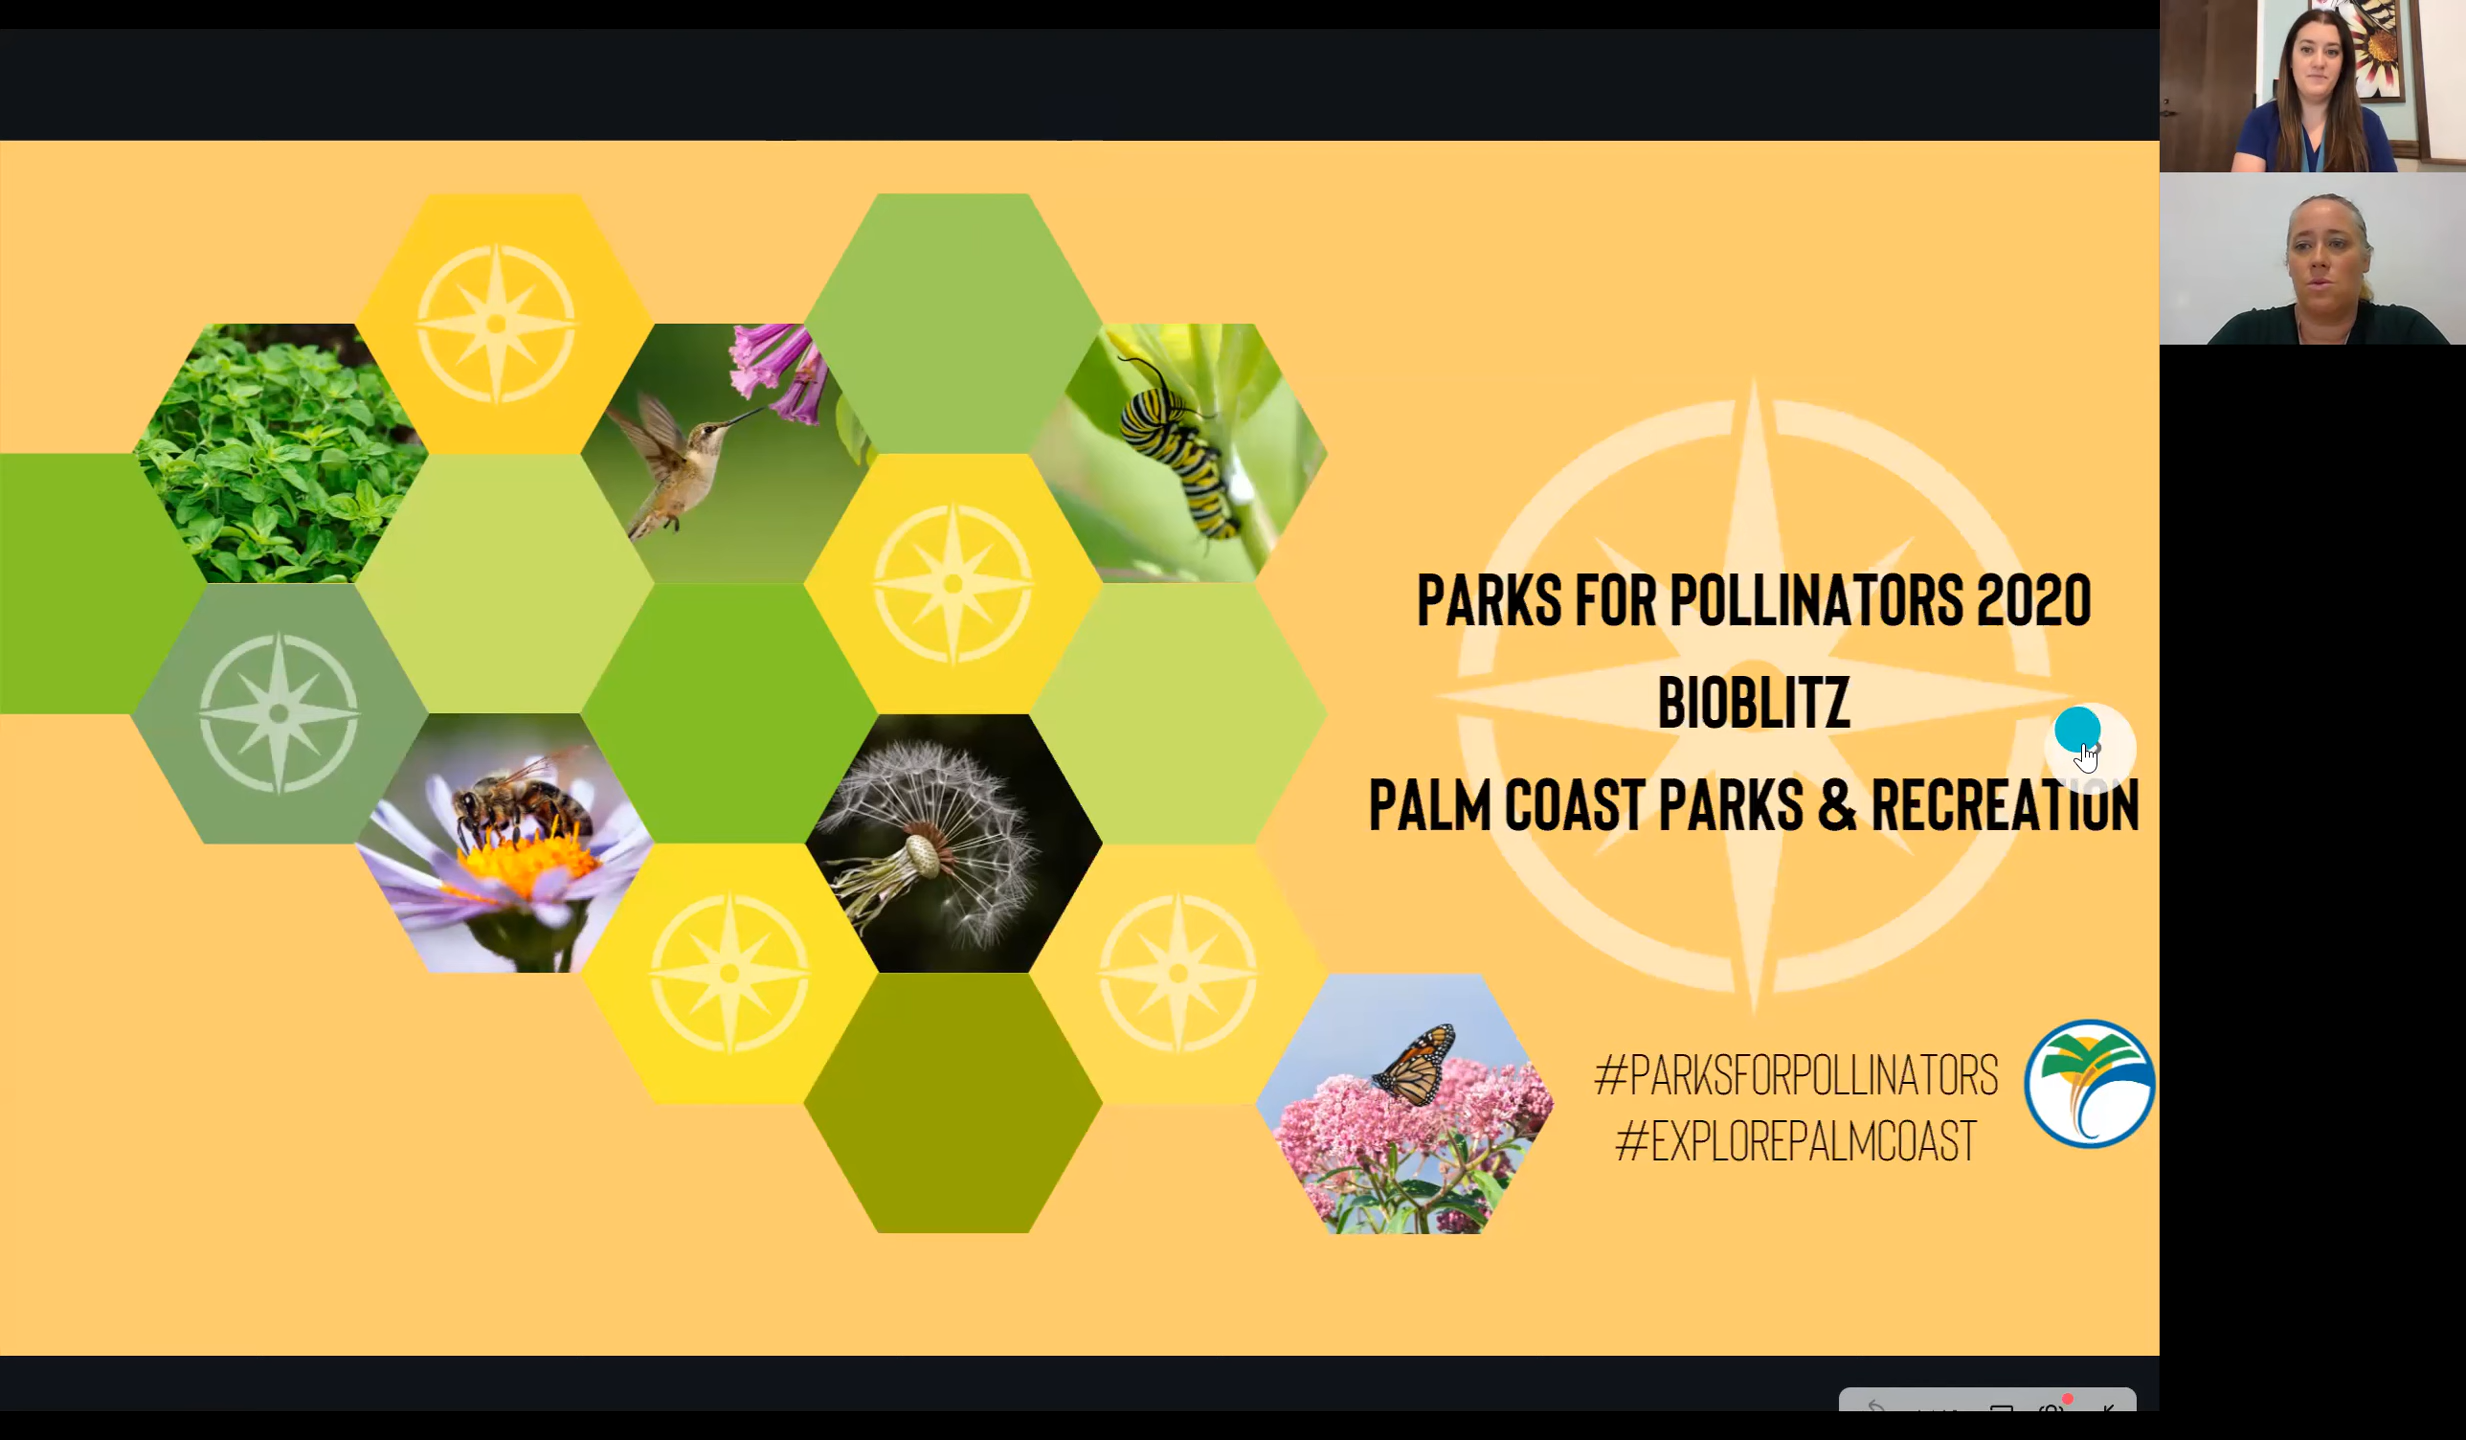 PARKS FOR POLLINATORS 2020
BIOBLITZ
PALM COAST PARKS & RECREATION
#PARKSFORPOLLINATORS
#EXPLOREPALMCOAST